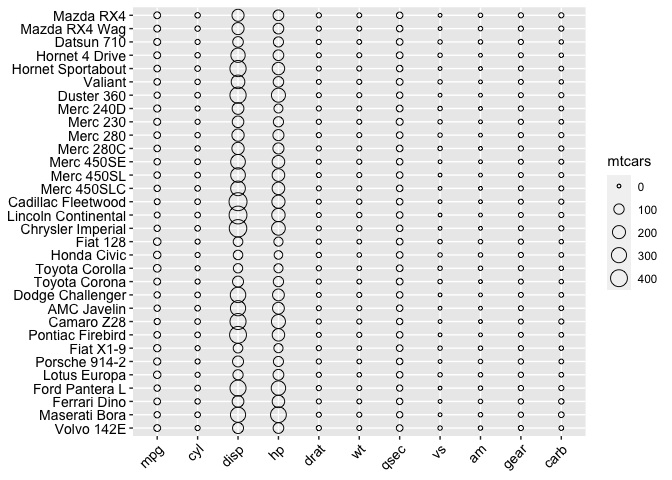 Mazda RX4
Mazda RX4 Wag
Datsun 710
Hornet 4 Drive
Hornet Sportabout
Valiant
Duster 360
Merc 240D
Merc 230
Merc 280
Merc 280C
Merc 450SE
Merc 450SL
Merc 450SLC
Cadillac Fleetwood
Lincoln Continental
Chrysler Imperial
Fiat 128
Honda Civic
Toyota Corolla
Toyota Corona
Dodge Challenger
AMC Javelin
Camaro Z28
Pontiac Firebird
Fiat X1-9
Porsche 914-2
Lotus Europa
Ford Pantera L
Ferrari Dino
Maserati Bora
Volvo 142E
mpg
cyl
disp
hp
drat
wt
qsec
vs
am
gear
carb
mtcars
0
100
200
300
400